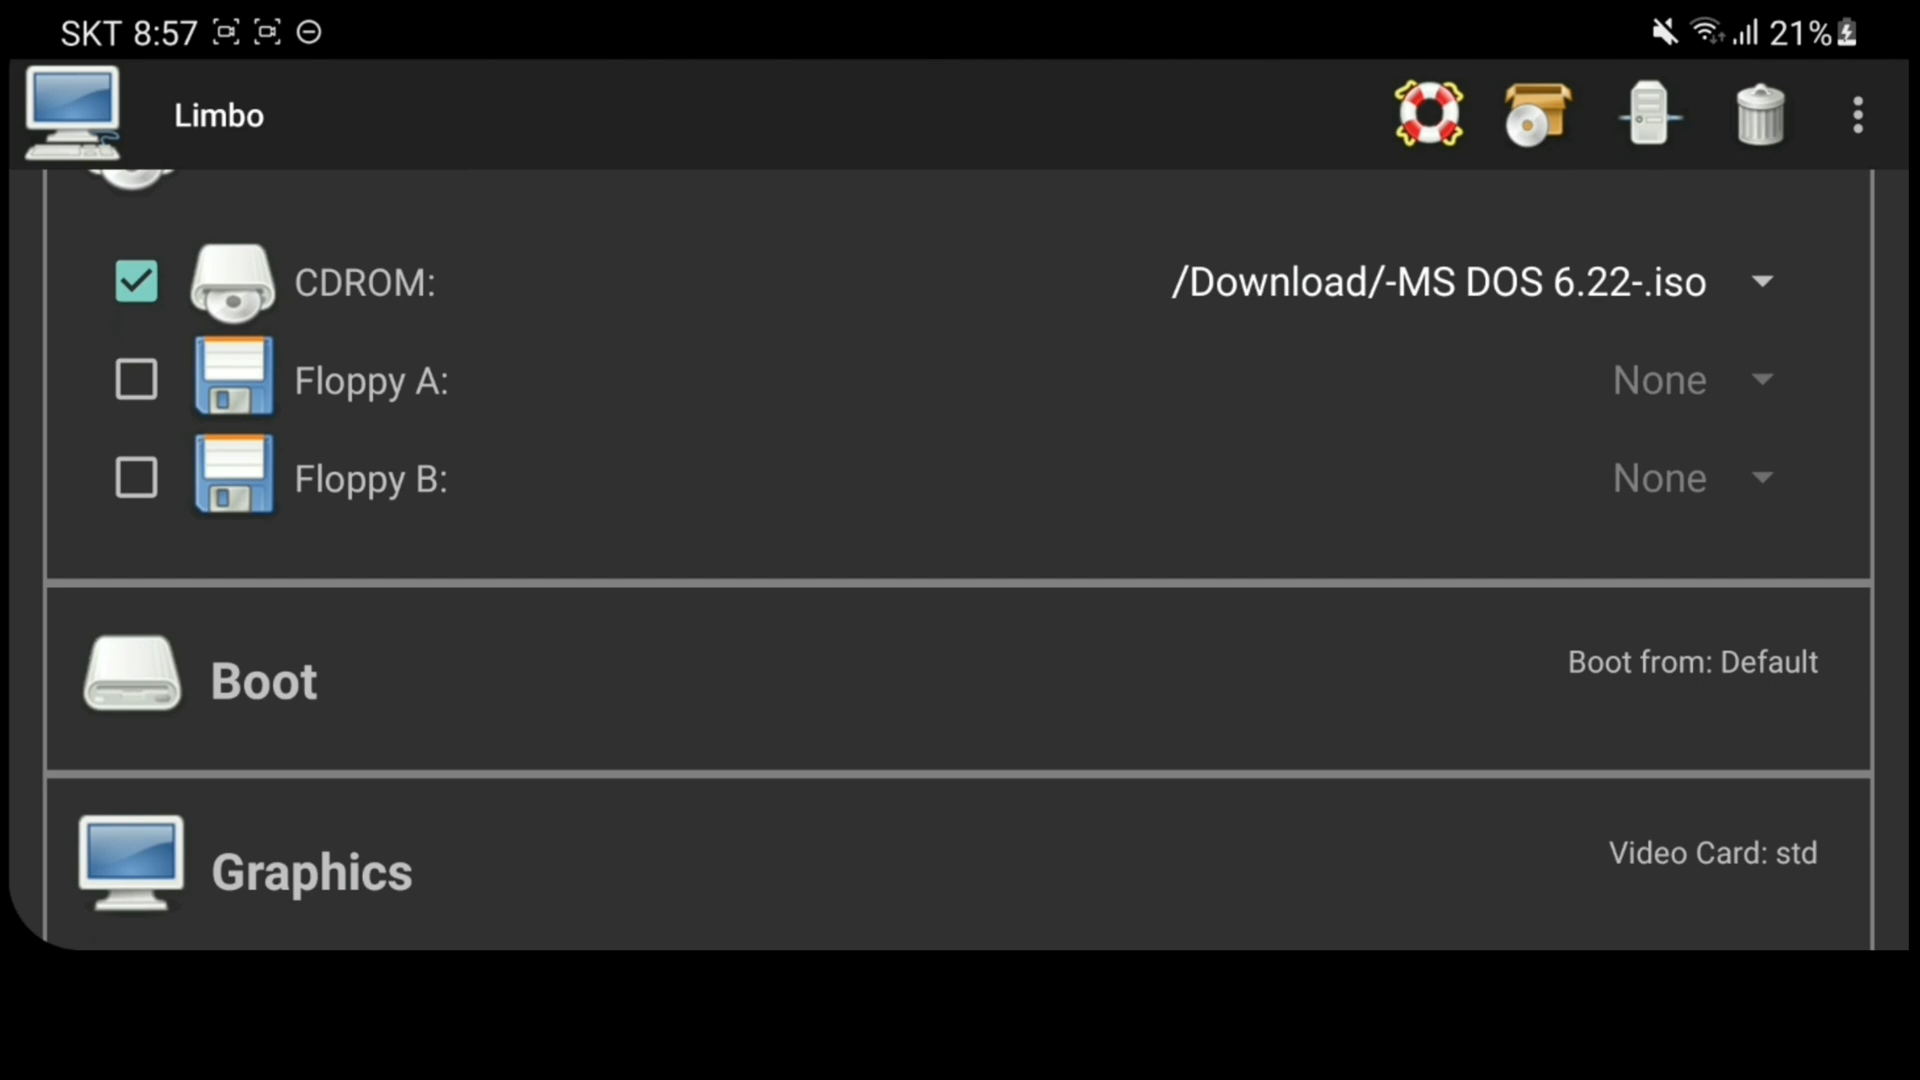 SKT 8:57
21%
Limbo
CDROM:
/Download/-MS DOS 6.22-.iso
Floppy A:
None
Floppy B:
None
Boot
Boot from: Default
Graphics
Video Card: std